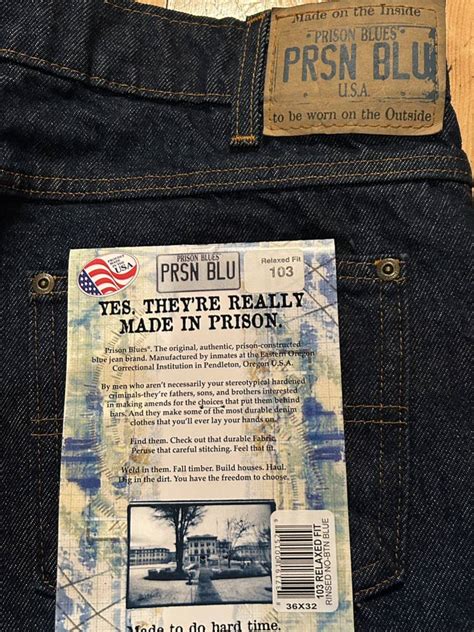 Made on the Inside
PRISON BLUES®
PRSN BLU
U.S.A.
to be worn on the Outside
USA
PRISON BLUES
PRSN BLU
Relaxed Fit
103
YES. THEY'RE REALLY
MADE IN PRISON.
Prison Blues®. The original, authentic, prison-constructed
blue jean brand. Manufactured by inmates at the Eastern Oregon
Correctional Institution in Pendleton, Oregon U.S.A.
By men who aren't necessarily your stereotypical hardened
criminals-they're fathers, sons, and brothers interested
in making amends for the choices that put them behind
bars. And they make some of the most durable denim
clothes that you'll ever lay your hands on.
Find them. Check out that durable Fabric.
Peruse that careful stitching. Feel that fit.
Weld in them. Fall timber. Build houses. Haul.
Dig in the dirt. You have the freedom to choose.
103 RELAXED FIT
RINSED NO-BTN BLUE
36X32
Made to do hard time.